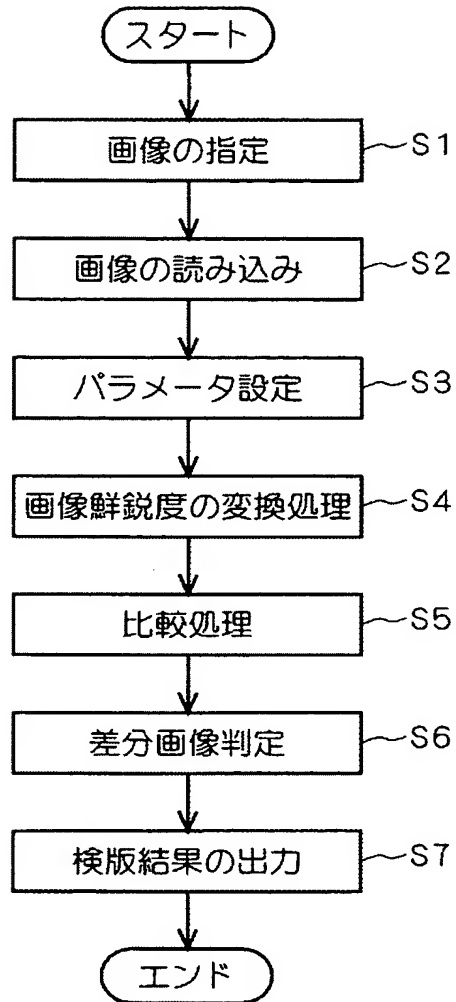 スタート
画像の指定 S1
画像の読み込み S2
パラメータ設定 S3
画像鮮鋭度の変換処理 S4
比較処理 S5
差分画像判定 S6
検版結果の出力 S7
エンド